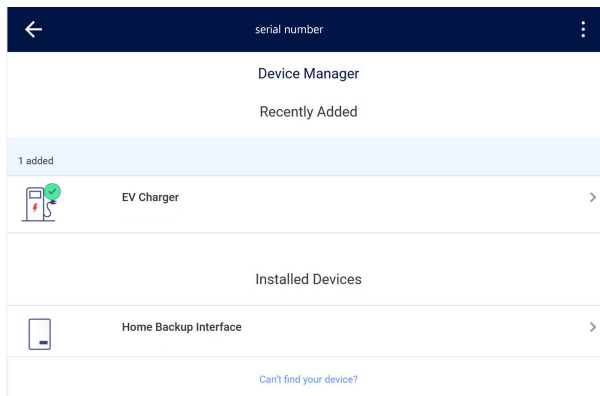 serial number
Device Manager
Recently Added
1 added
EV Charger
Installed Devices
Home Backup Interface
Can't find your device?